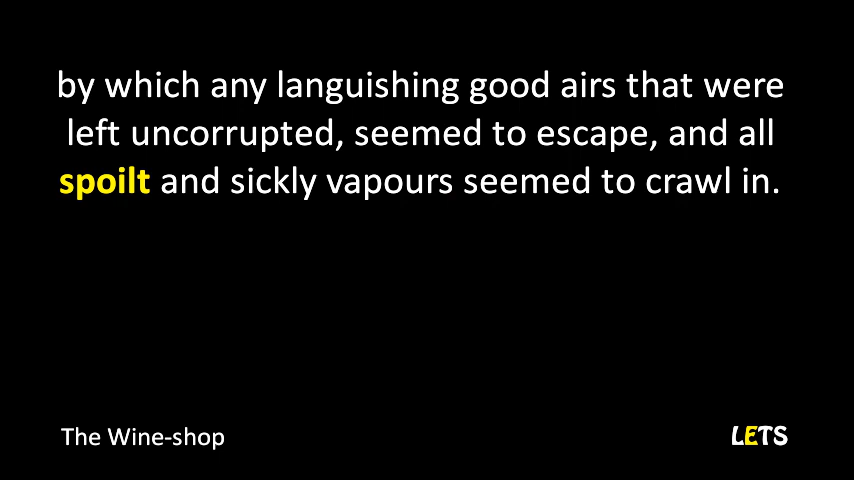 by which any languishing good airs that were
left uncorrupted, seemed to escape, and all
spoilt and sickly vapours seemed to crawl in.
The Wine-shop
LETS